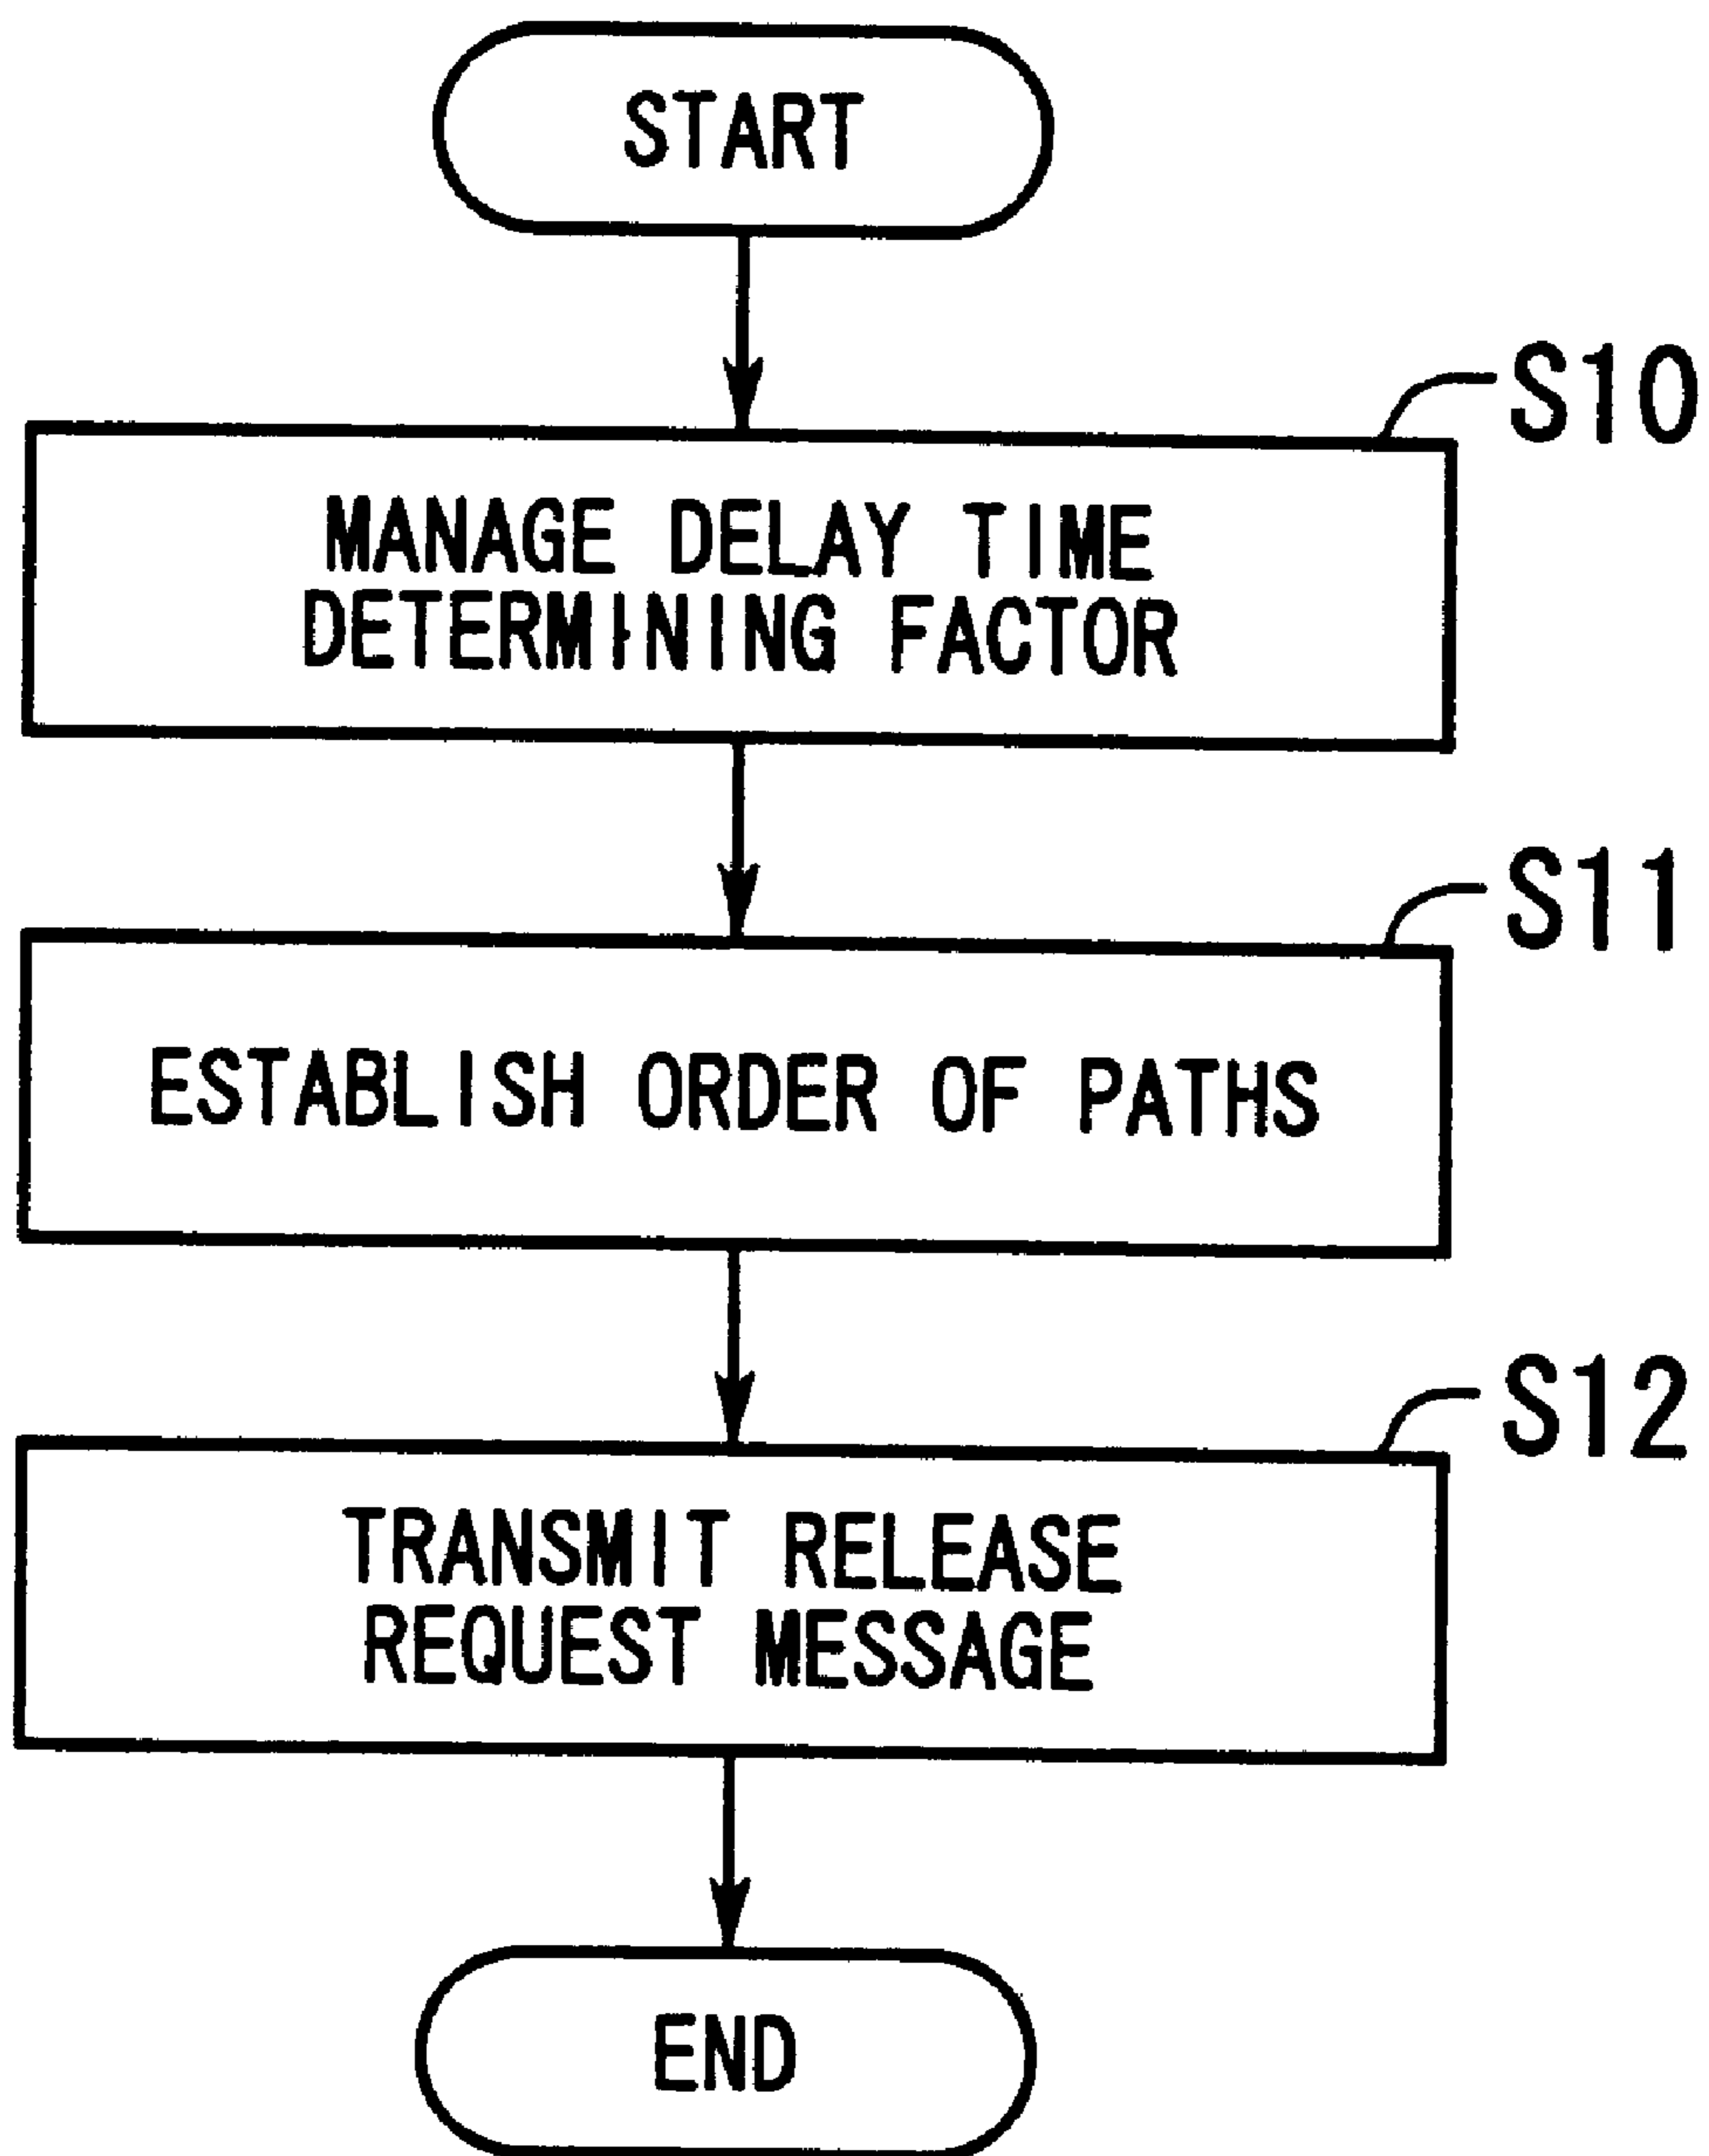 START
S10
MANAGE DELAY TIME
DETERMINING FACTOR
S11
ESTABLISH ORDER OF PATHS
S12
TRANSMIT RELEASE
REQUEST MESSAGE
END